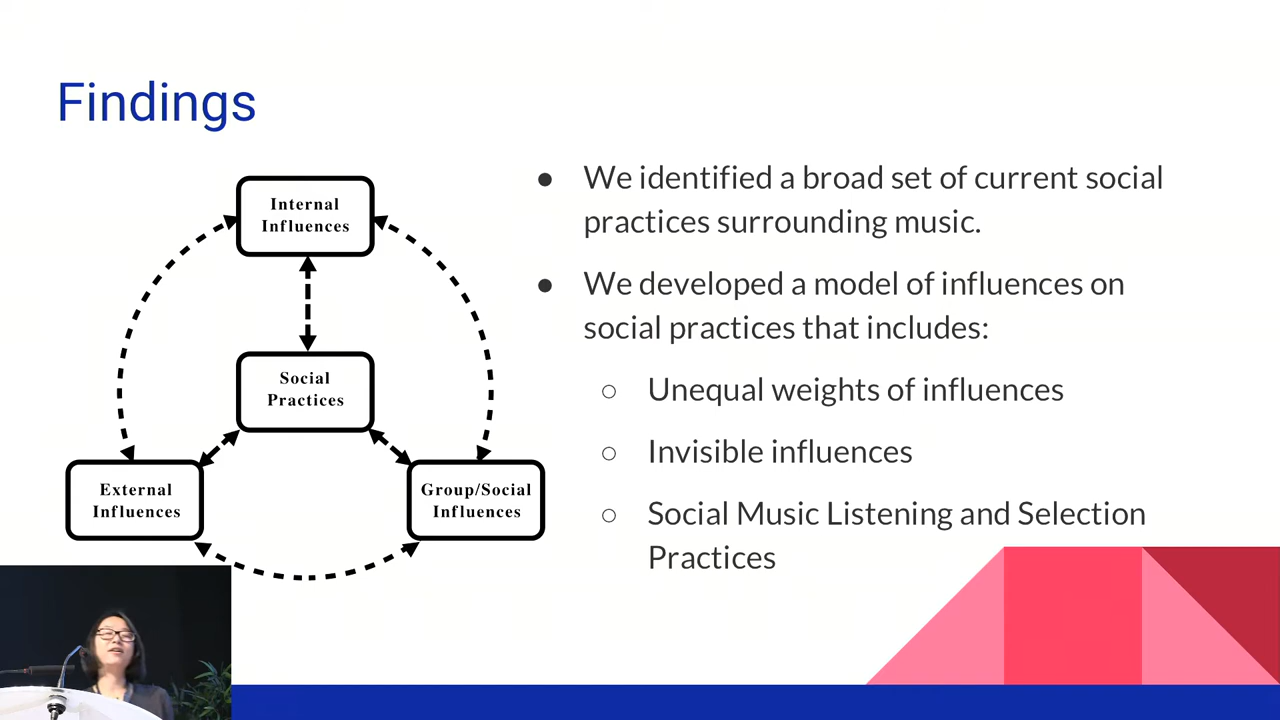 Findings
Internal
Influences
Social
Practices
External
Influences
Group/Social
Influences
● We identified a broad set of current social
practices surrounding music.
● We developed a model of influences on
social practices that includes:
○ Unequal weights of influences
○ Invisible influences
○ Social Music Listening and Selection
Practices